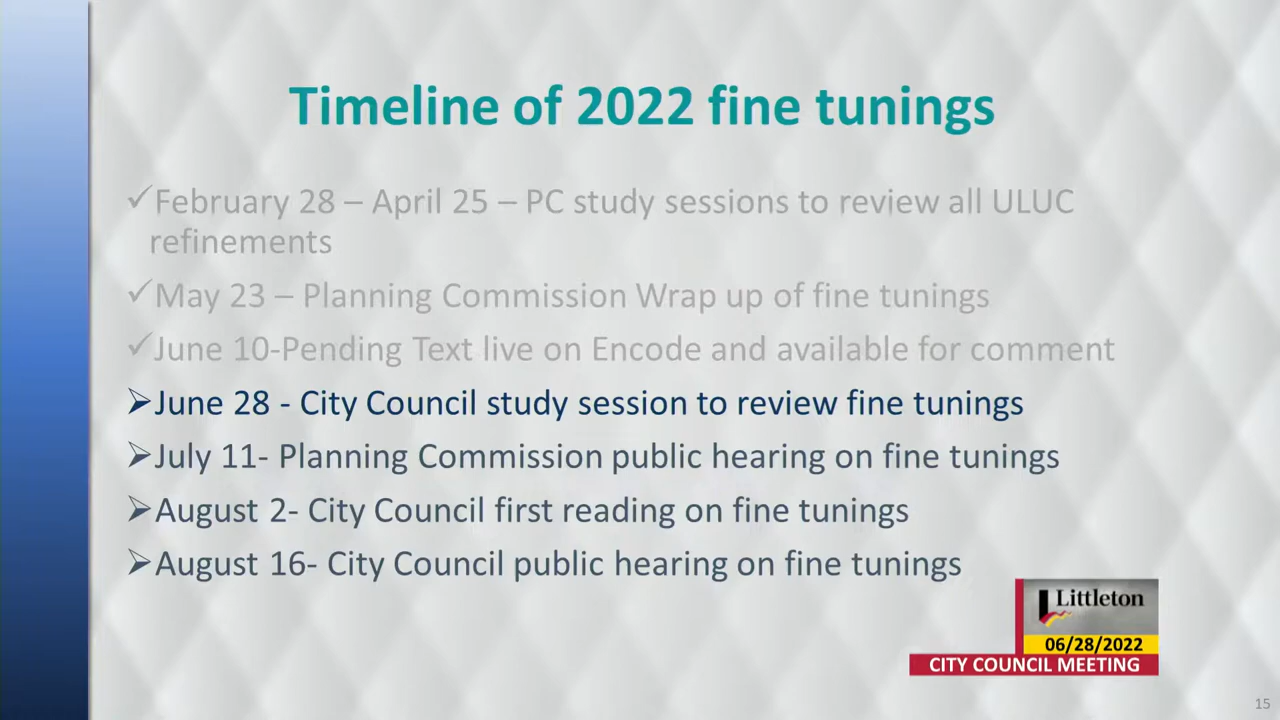 Timeline of 2022 fine tunings
✓February 28 – April 25 – PC study sessions to review all ULUC
refinements
✓May 23 – Planning Commission Wrap up of fine tunings
✓June 10-Pending Text live on Encode and available for comment
➢June 28 - City Council study session to review fine tunings
➢July 11- Planning Commission public hearing on fine tunings
➢August 2- City Council first reading on fine tunings
➢August 16- City Council public hearing on fine tunings
Littleton
06/28/2022
CITY COUNCIL MEETING
15